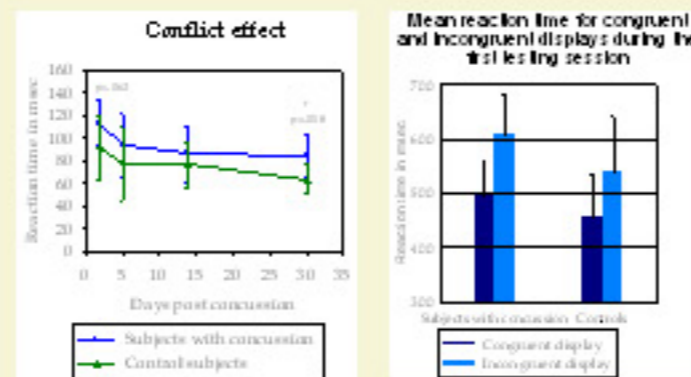 Conflict effect
160
140
120
100
80
60
40
20
0
Reaction time in msec
0 5 10 15 20 25 30 35
Days post concussion
Subjects with concussion
Control subjects
Mean reaction time for congruent
and incongruent displays during the
first testing session
700
600
500
400
300
Reaction time in msec
Subjects with concussion Controls
Congruent display
Incongruent display